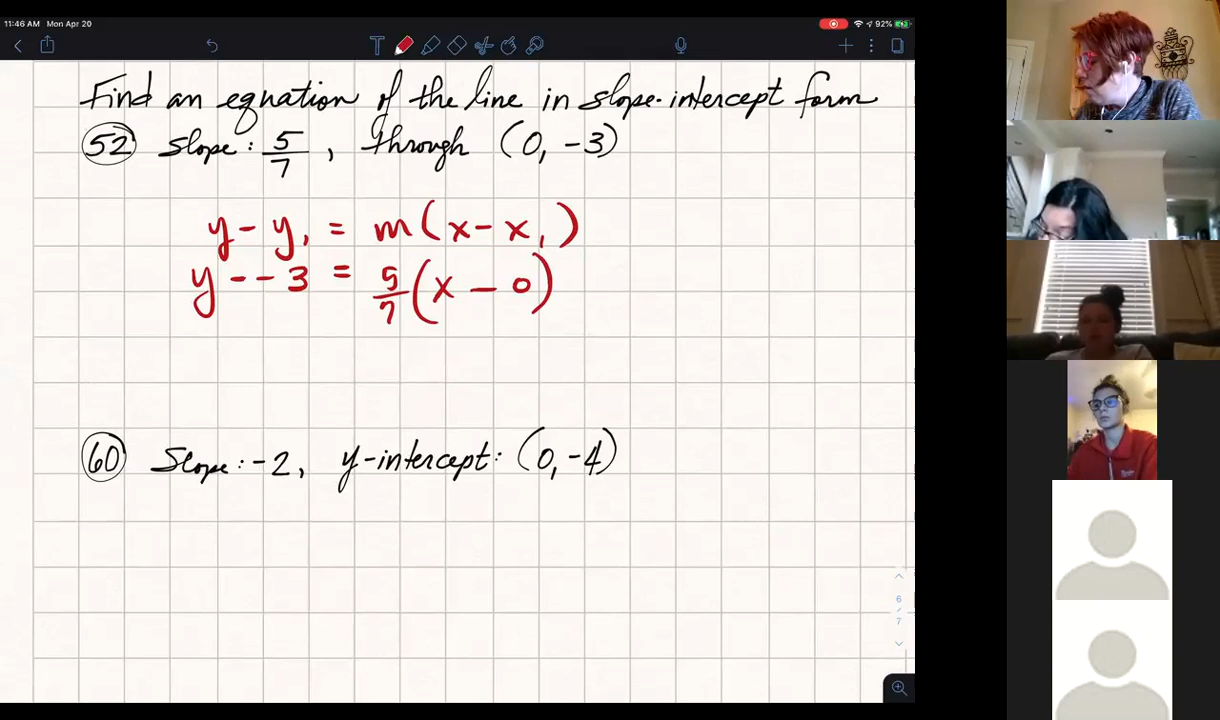 11:46 AM Mon Apr 20
92%
Find an equation of the line in slope-intercept form
52 slope: 5/7, through (0, -3)
y - y₁ = m(x - x₁)
y - - 3 = 5/7 (x - 0)
60 Slope: -2, y-intercept: (0, -4)
6
/
7